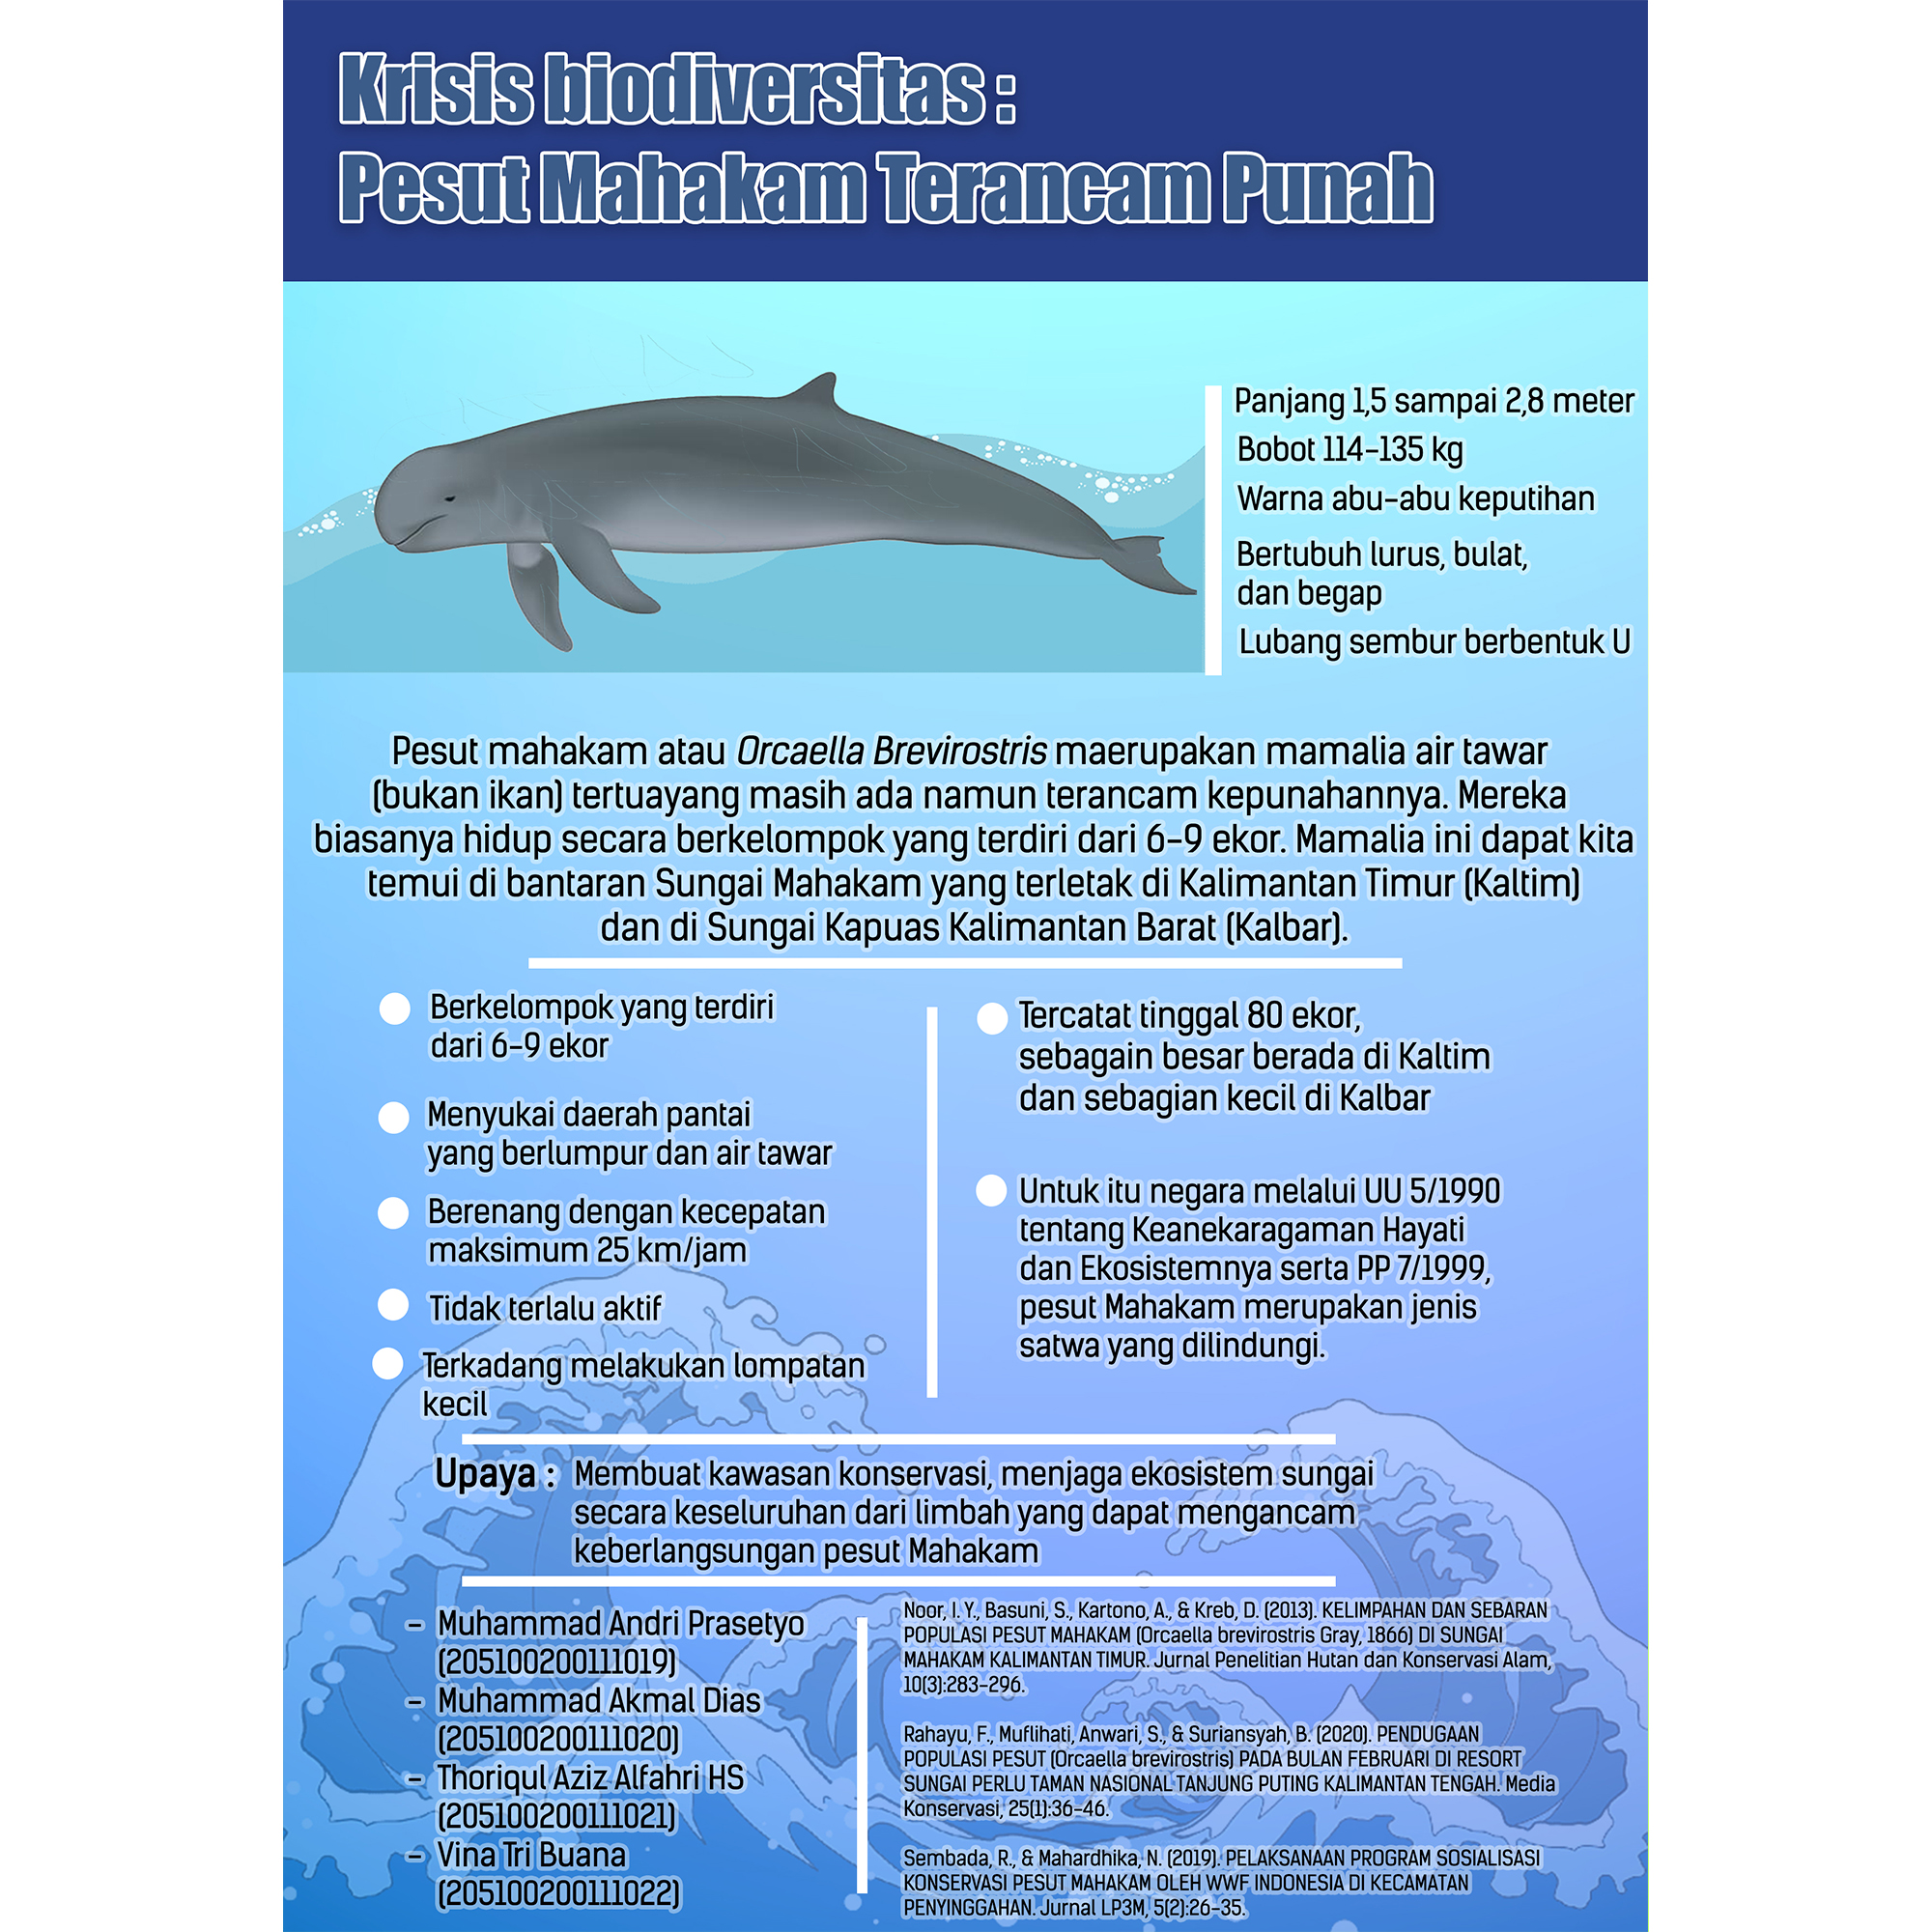 Krisis biodiversitas :
Pesut Mahakam Terancam Punah
Panjang 1,5 sampai 2,8 meter
Bobot 114-135 kg
Warna abu-abu keputihan
Bertubuh lurus, bulat,
dan begap
Lubang sembur berbentuk U
Pesut mahakam atau Orcaella Brevirostris maerupakan mamalia air tawar
(bukan ikan) tertuayang masih ada namun terancam kepunahannya. Mereka
biasanya hidup secara berkelompok yang terdiri dari 6-9 ekor. Mamalia ini dapat kita
temui di bantaran Sungai Mahakam yang terletak di Kalimantan Timur (Kaltim)
dan di Sungai Kapuas Kalimantan Barat (Kalbar).
Berkelompok yang terdiri
dari 6-9 ekor
Menyukai daerah pantai
yang berlumpur dan air tawar
Berenang dengan kecepatan
maksimum 25 km/jam
Tidak terlalu aktif
Terkadang melakukan lompatan
kecil
Tercatat tinggal 80 ekor,
sebagain besar berada di Kaltim
dan sebagian kecil di Kalbar
Untuk itu negara melalui UU 5/1990
tentang Keanekaragaman Hayati
dan Ekosistemnya serta PP 7/1999,
pesut Mahakam merupakan jenis
satwa yang dilindungi.
Upaya : Membuat kawasan konservasi, menjaga ekosistem sungai
secara keseluruhan dari limbah yang dapat mengancam
keberlangsungan pesut Mahakam
- Muhammad Andri Prasetyo
(205100200111019)
- Muhammad Akmal Dias
(205100200111020)
- Thoriqul Aziz Alfahri HS
(205100200111021)
- Vina Tri Buana
(205100200111022)
Noor, I. Y., Basuni, S., Kartono, A., & Kreb, D. (2013). KELIMPAHAN DAN SEBARAN
POPULASI PESUT MAHAKAM (Orcaella brevirostris Gray, 1866) DI SUNGAI
MAHAKAM KALIMANTAN TIMUR. Jurnal Penelitian Hutan dan Konservasi Alam,
10(3):283-296.
Rahayu, F., Muflihati, Anwari, S., & Suriansyah, B. (2020). PENDUGAAN
POPULASI PESUT (Orcaella brevirostris) PADA BULAN FEBRUARI DI RESORT
SUNGAI PERLU TAMAN NASIONAL TANJUNG PUTING KALIMANTAN TENGAH. Media
Konservasi, 25(1):36-46.
Sembada, R., & Mahardhika, N. (2019). PELAKSANAAN PROGRAM SOSIALISASI
KONSERVASI PESUT MAHAKAM OLEH WWF INDONESIA DI KECAMATAN
PENYINGGAHAN. Jurnal LP3M, 5(2):26-35.